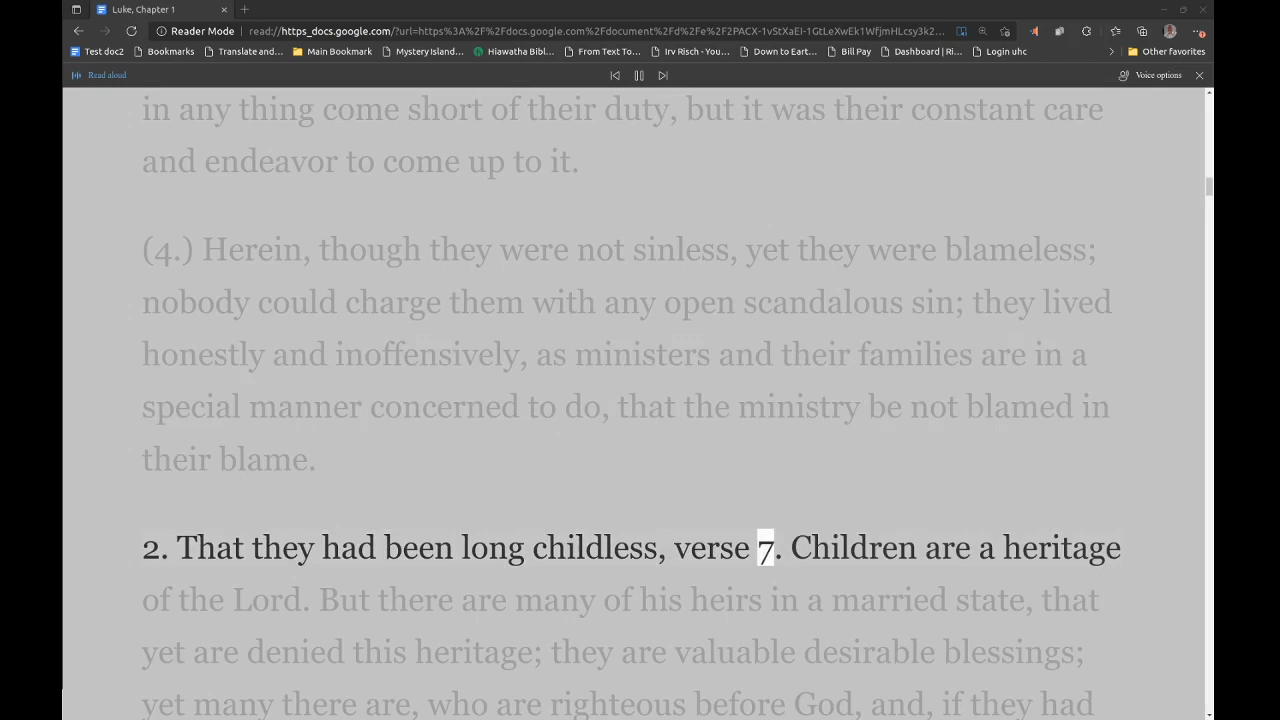 Luke, Chapter 1
Reader Mode read://https_docs.google.com/?url=https%3A%2F%2Fdocs.google.com%2Fdocument%2Fd%2Fe%2F2PACX-1vStXaEI-1GtLeXwEk1WfjmHLcsy3k2...
Test doc2 Bookmarks Translate and... Main Bookmark Mystery Island... Hiawatha Bibl... From Text To... Irv Risch - You... Down to Eart... Bill Pay Dashboard | Ri... Login uhc Other favorites
Read aloud Voice options
in any thing come short of their duty, but it was their constant care
and endeavor to come up to it.
(4.) Herein, though they were not sinless, yet they were blameless;
nobody could charge them with any open scandalous sin; they lived
honestly and inoffensively, as ministers and their families are in a
special manner concerned to do, that the ministry be not blamed in
their blame.
2. That they had been long childless, verse 7. Children are a heritage
of the Lord. But there are many of his heirs in a married state, that
yet are denied this heritage; they are valuable desirable blessings;
yet many there are, who are righteous before God, and, if they had